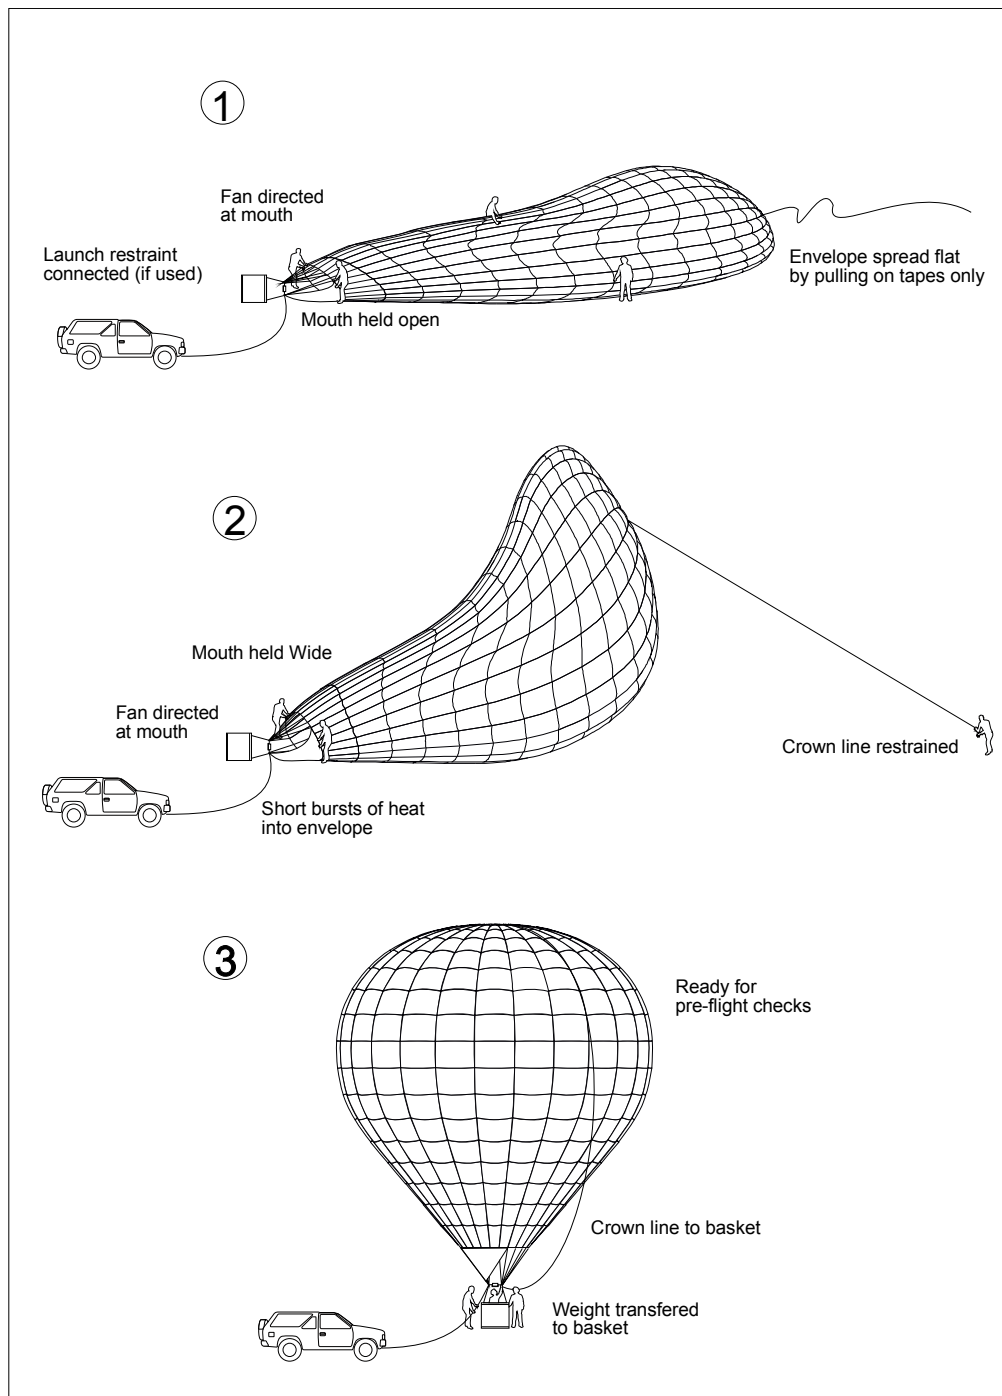 1
Fan directed
at mouth
Launch restraint
connected (if used)
Envelope spread flat
by pulling on tapes only
Mouth held open
2
Mouth held Wide
Fan directed
at mouth
Crown line restrained
Short bursts of heat
into envelope
3
Ready for
pre-flight checks
Crown line to basket
Weight transfered
to basket